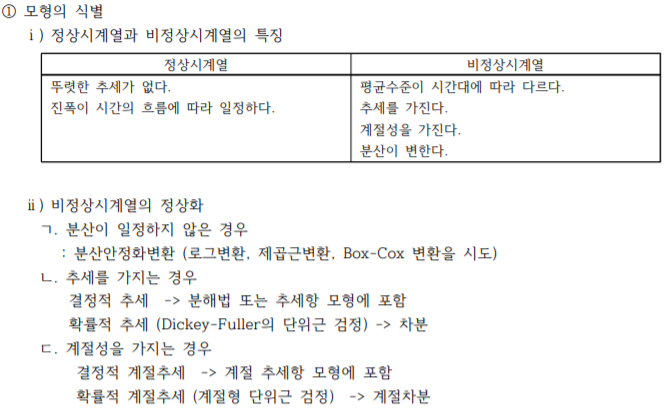 ① 모형의 식별
ⅰ) 정상시계열과 비정상시계열의 특징
정상시계열 비정상시계열
뚜렷한 추세가 없다. 평균수준이 시간대에 따라 다르다.
진폭이 시간의 흐름에 따라 일정하다. 추세를 가진다.
계절성을 가진다.
분산이 변한다.
ⅱ) 비정상시계열의 정상화
ㄱ. 분산이 일정하지 않은 경우
: 분산안정화변환 (로그변환, 제곱근변환, Box-Cox 변환을 시도)
ㄴ. 추세를 가지는 경우
결정적 추세 -> 분해법 또는 추세항 모형에 포함
확률적 추세 (Dickey-Fuller의 단위근 검정) -> 차분
ㄷ. 계절성을 가지는 경우
결정적 계절추세 -> 계절 추세항 모형에 포함
확률적 계절추세 (계절형 단위근 검정) -> 계절차분